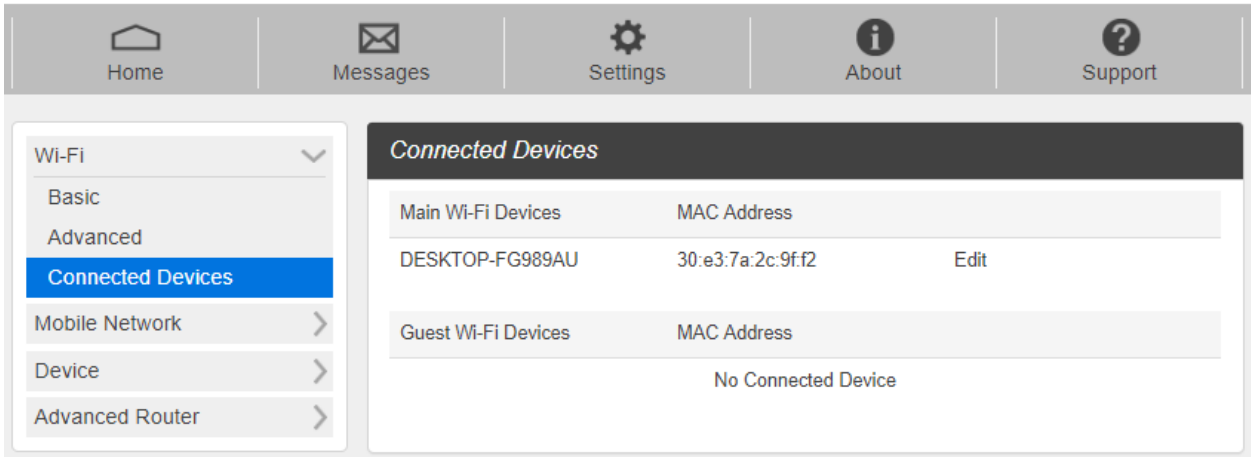 Home Messages Settings About Support
Wi-Fi
Basic
Advanced
Connected Devices
Mobile Network
Device
Advanced Router
Connected Devices
Main Wi-Fi Devices MAC Address
DESKTOP-FG989AU 30:e3:7a:2c:9f:f2 Edit
Guest Wi-Fi Devices MAC Address
No Connected Device